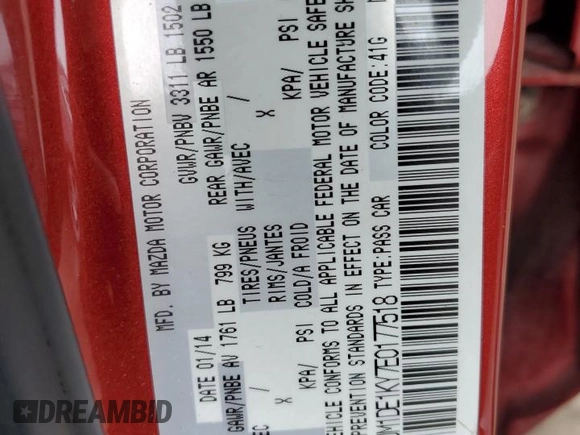 MFD. BY MAZDA MOTOR CORPORATION
DATE 01/14 GVWR/PNBV 3311 LB 1502
GAWR/PNBE AV 1761 LB 799 KG REAR GAWR/PNBE AR 1550 LB
TIRES/PNEUS WITH/AVEC /
WITH/AVEC /
RIMS/JANTES X
X
KPA/ PSI COLD/A FROID KPA/ PSI
VEHICLE CONFORMS TO ALL APPLICABLE FEDERAL MOTOR VEHICLE SAFE
PREVENTION STANDARDS IN EFFECT ON THE DATE OF MANUFACTURE SH
JM1DE1KY7E0177518 TYPE:PASS CAR COLOR CODE:41G
DREAMBID